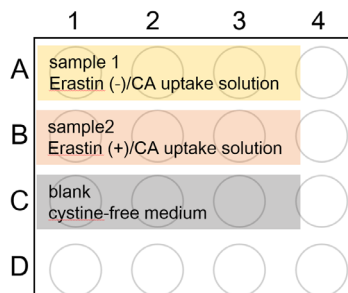 1 2 3 4
A
sample 1
Erastin (-)/CA uptake solution
B
sample2
Erastin (+)/CA uptake solution
C
blank
cystine-free medium
D